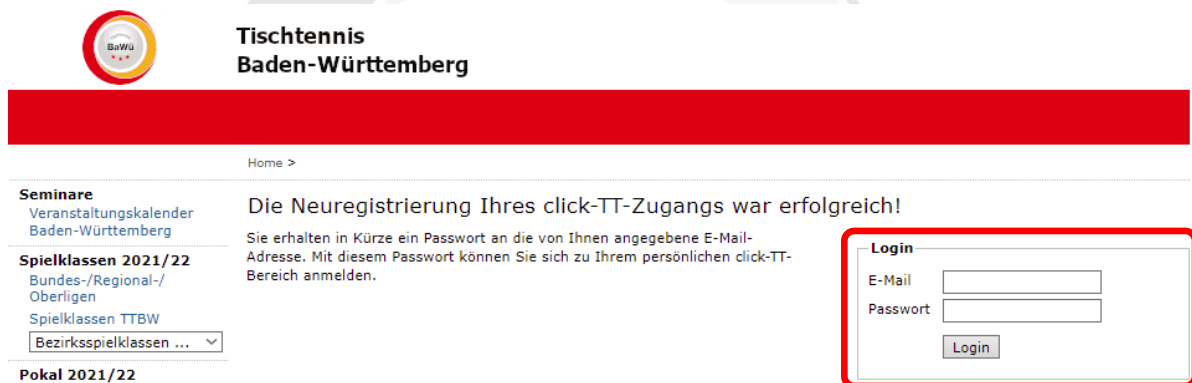 BaWü
Tischtennis
Baden-Württemberg
Home >
Seminare
Veranstaltungskalender
Baden-Württemberg
Spielklassen 2021/22
Bundes-/Regional-/
Oberligen
Spielklassen TTBW
Bezirksspielklassen ...
Pokal 2021/22
Die Neuregistrierung Ihres click-TT-Zugangs war erfolgreich!
Sie erhalten in Kürze ein Passwort an die von Ihnen angegebene E-Mail-
Adresse. Mit diesem Passwort können Sie sich zu Ihrem persönlichen click-TT-
Bereich anmelden.
Login
E-Mail
Passwort
Login